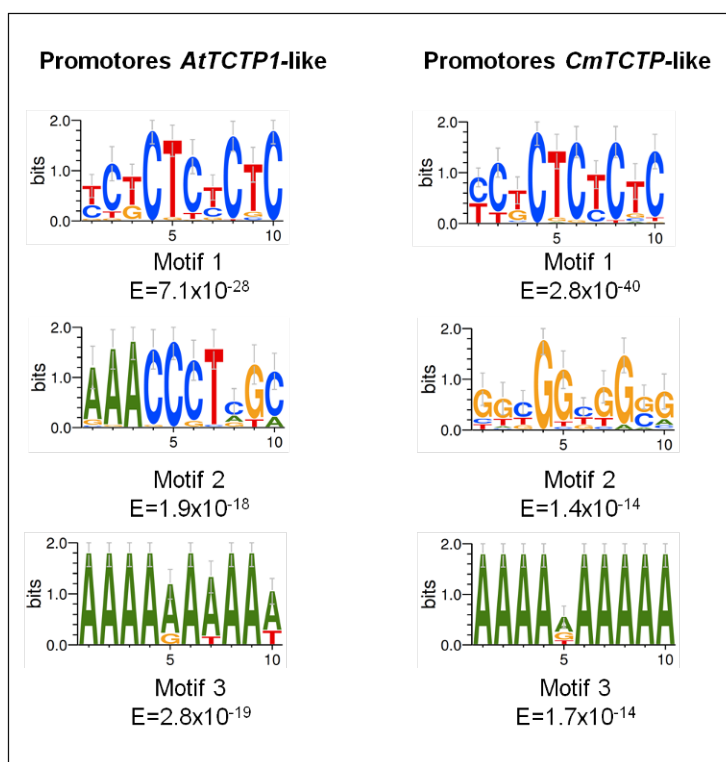 Promotores AtTCTP1-like
Promotores CmTCTP-like
2.0
1.0
0.0
bits
5
10
Motif 1
E=7.1x10⁻²⁸
2.0
1.0
0.0
bits
5
10
Motif 1
E=2.8x10⁻⁴⁰
2.0
1.0
0.0
bits
AAACCCT
5
10
Motif 2
E=1.9x10⁻¹⁸
2.0
1.0
0.0
bits
5
10
Motif 2
E=1.4x10⁻¹⁴
2.0
1.0
0.0
bits
AAAAAAAAAA
5
10
Motif 3
E=2.8x10⁻¹⁹
2.0
1.0
0.0
bits
AAAAAAAAAA
5
10
Motif 3
E=1.7x10⁻¹⁴